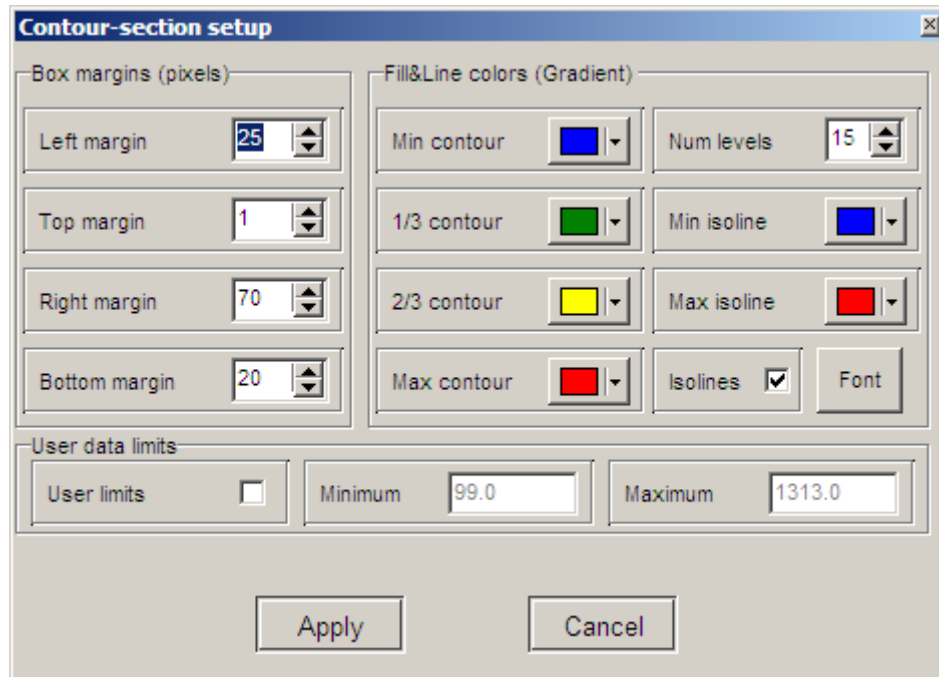 Contour-section setup
Box margins (pixels)
Left margin 25
Top margin 1
Right margin 70
Bottom margin 20
Fill&Line colors (Gradient)
Min contour
1/3 contour
2/3 contour
Max contour
Num levels 15
Min isoline
Max isoline
Isolines
Font
User data limits
User limits
Minimum 99.0
Maximum 1313.0
Apply
Cancel